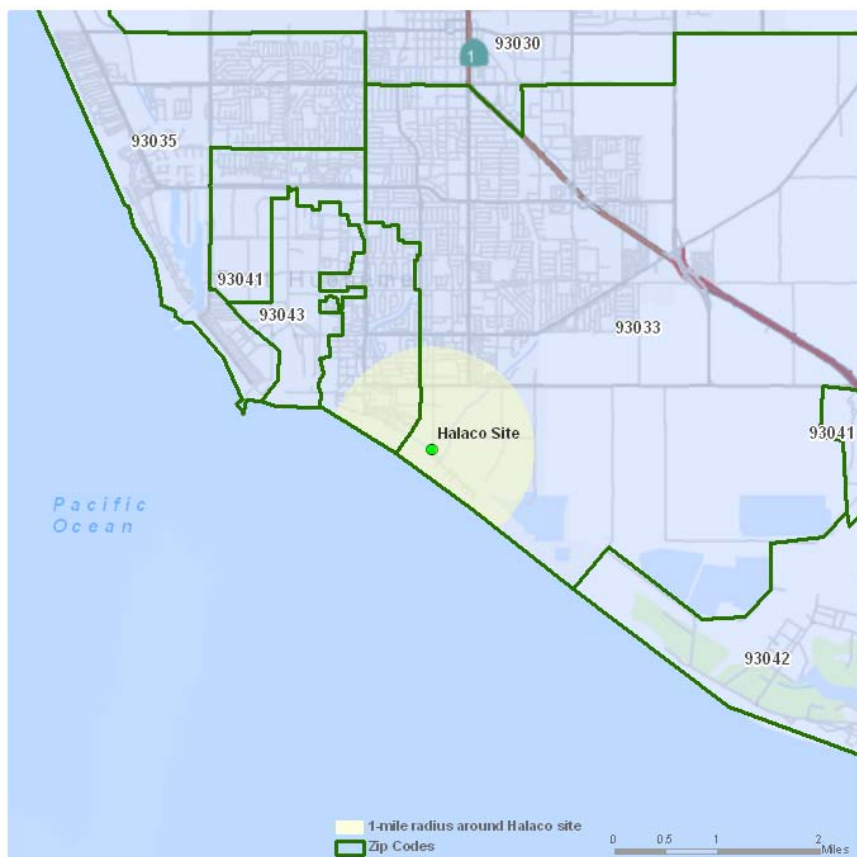 93030
1
93035
93041
Hueneme
93043
93033
93041
Halaco Site
Pacific
Ocean
93042
1-mile radius around Halaco site
Zip Codes
0 0.5 1 2
Miles